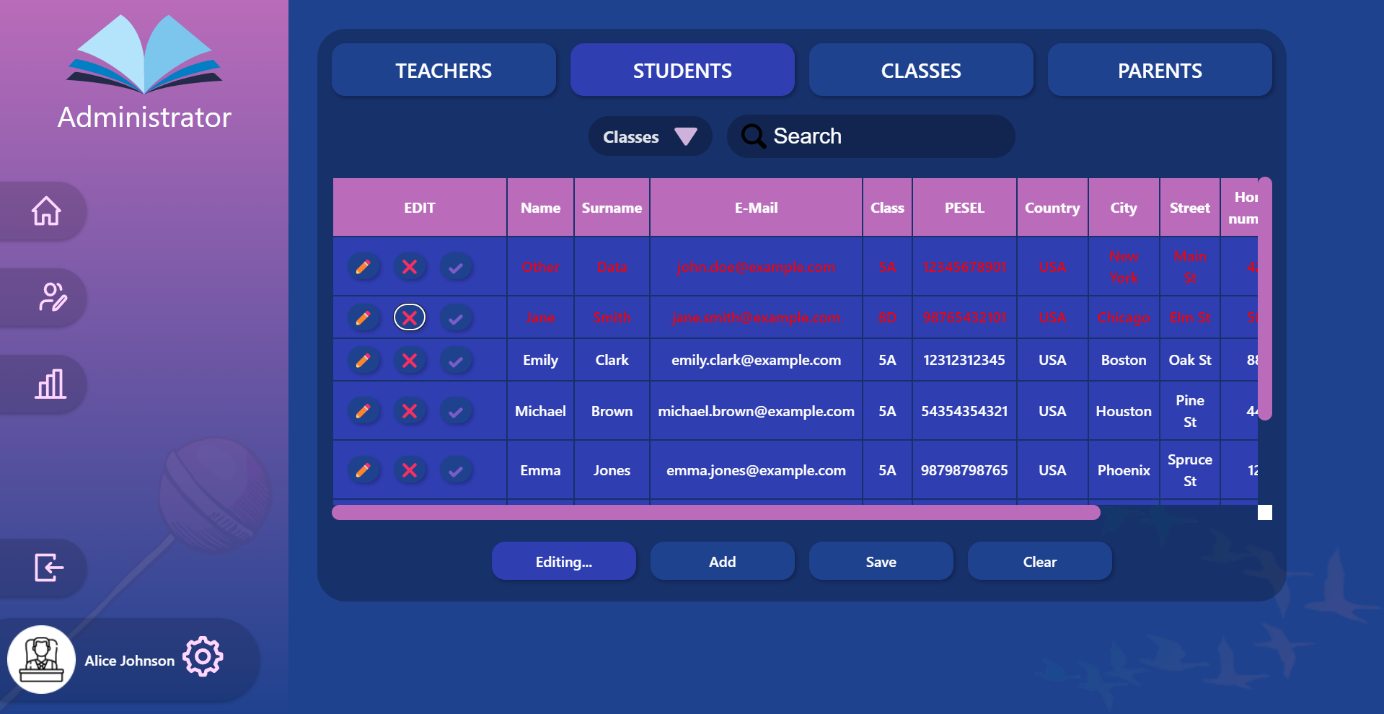 Administrator
TEACHERS STUDENTS CLASSES PARENTS
Classes Search
EDIT Name Surname E-Mail Class PESEL Country City Street
Other Data john.doe@example.com 5A 12345678901 USA New York Main St
Jane Smith jane.smith@example.com 8D 98765432101 USA Chicago Elm St
Emily Clark emily.clark@example.com 5A 12312312345 USA Boston Oak St 88
Michael Brown michael.brown@example.com 5A 54354354321 USA Houston Pine St 44
Emma Jones emma.jones@example.com 5A 98798798765 USA Phoenix Spruce St 12
Editing... Add Save Clear
Alice Johnson